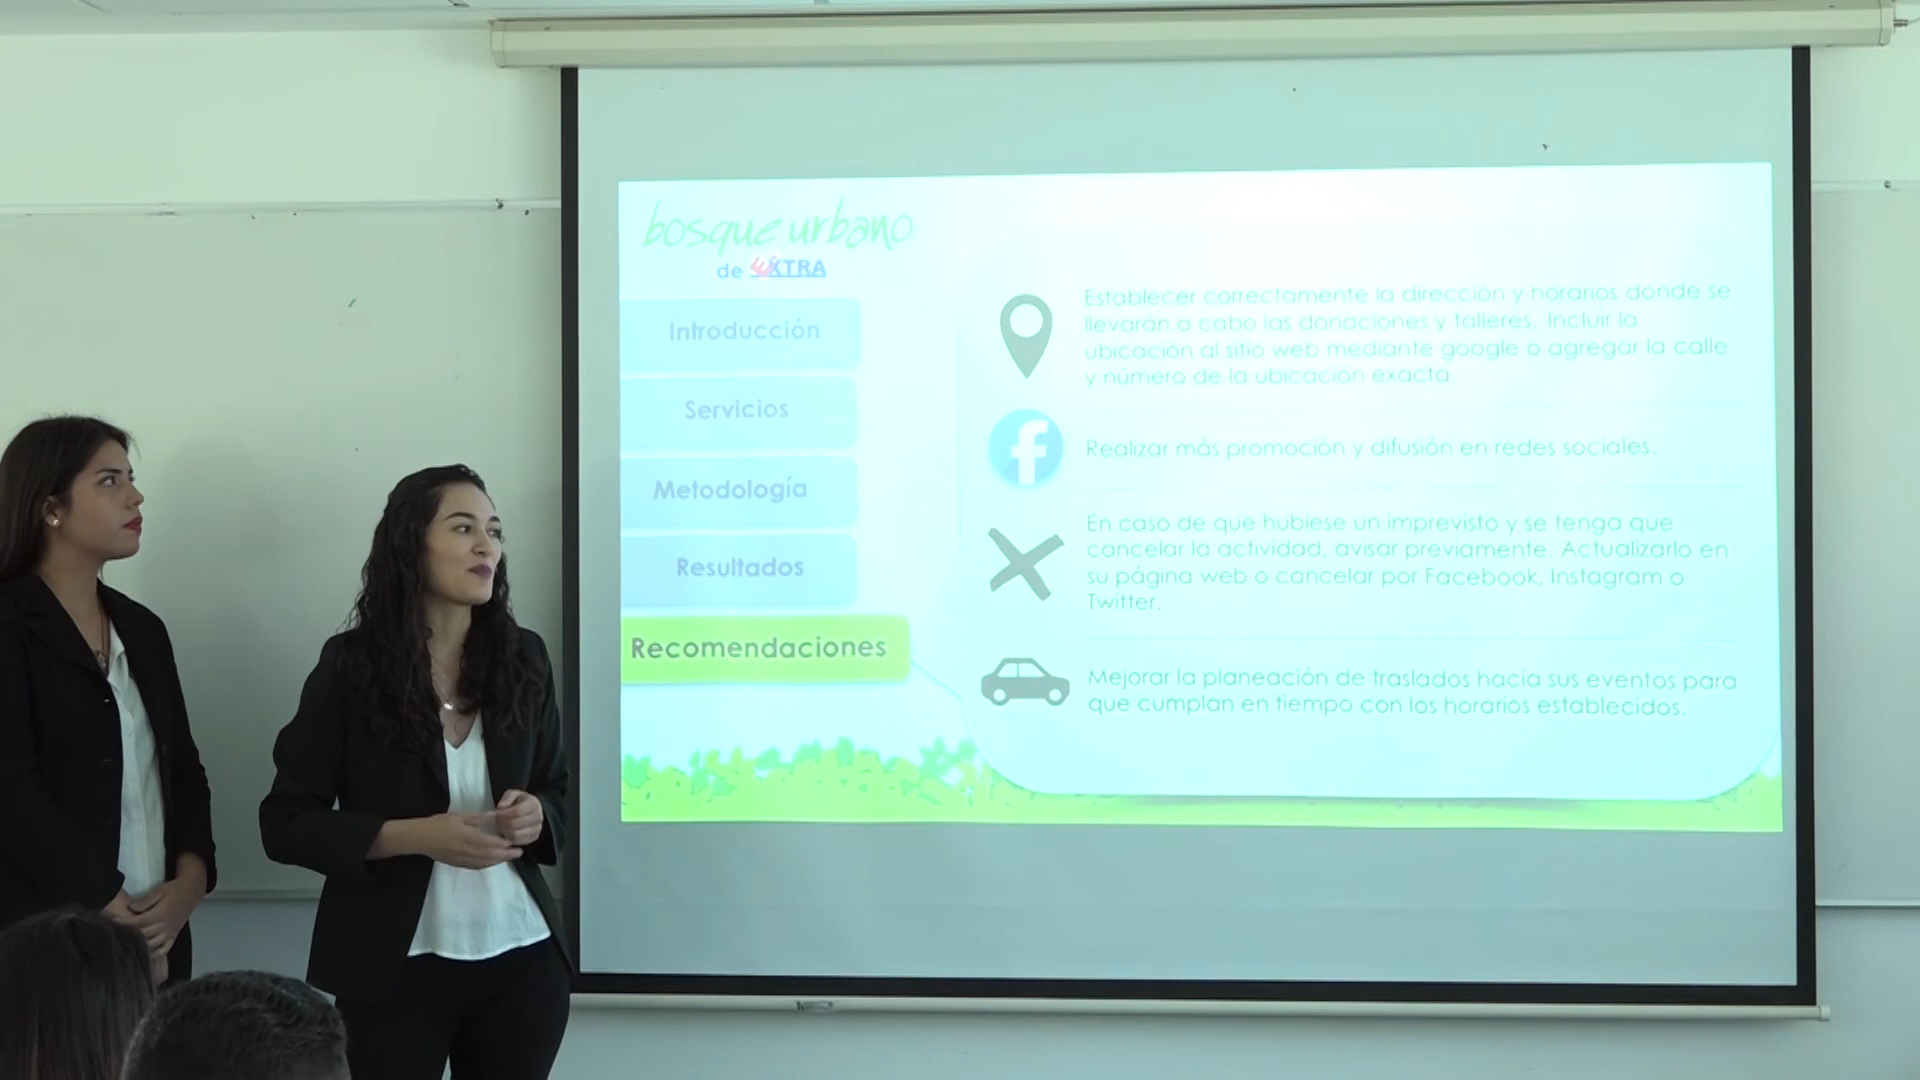 bosque urbano
de EXTRA
Introducción
Servicios
Metodología
Resultados
Recomendaciones
Establecer correctamente la dirección y horarios donde se
llevarán a cabo las donaciones y talleres. Incluir la
ubicación al sitio web mediante google o agregar la calle
y número de la ubicación exacta.
Realizar más promoción y difusión en redes sociales.
En caso de que hubiese un imprevisto y se tenga que
cancelar la actividad, avisar previamente. Actualizarlo en
su página web o cancelar por Facebook, Instagram o
Twitter.
Mejorar la planeación de traslados hacia sus eventos para
que cumplan en tiempo con los horarios establecidos.